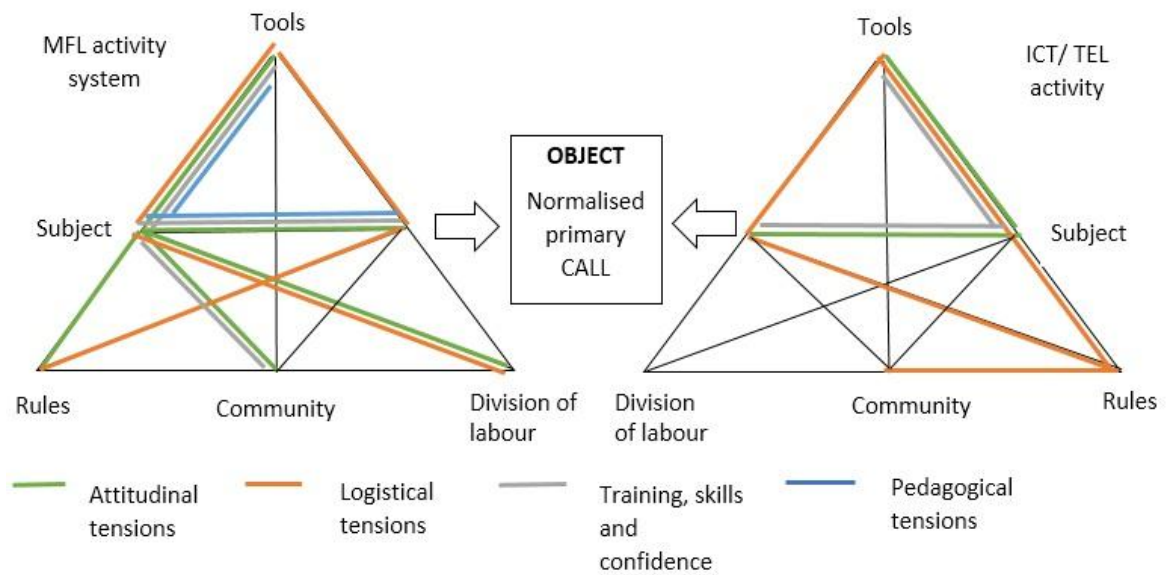 Tools
MFL activity
system
Tools
ICT/ TEL
activity
OBJECT
Normalised
primary
CALL
Subject
Subject
Rules
Community
Division of
labour
Division
of labour
Community
Rules
Attitudinal
tensions
Logistical
tensions
Training, skills
and
confidence
Pedagogical
tensions